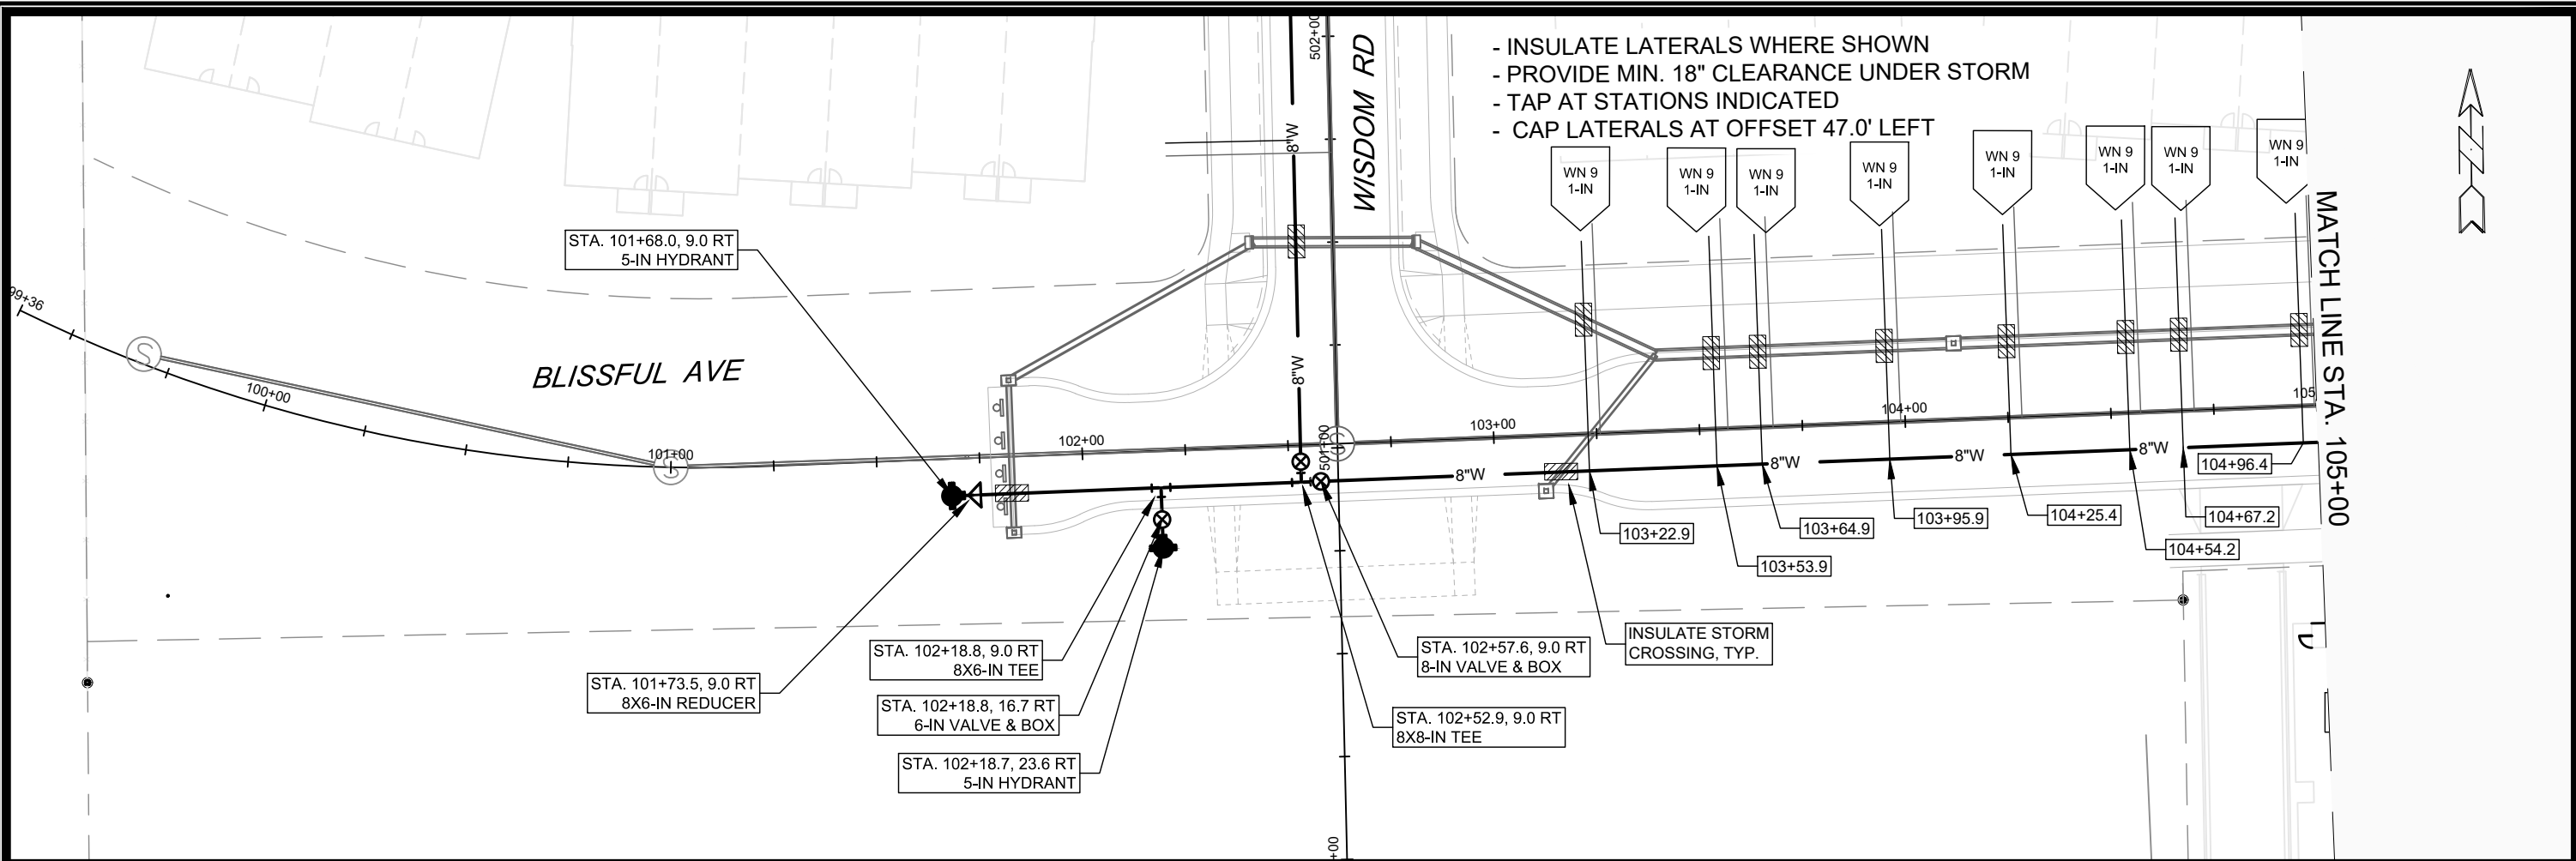 502+00
WISDOM RD
- INSULATE LATERALS WHERE SHOWN
- PROVIDE MIN. 18" CLEARANCE UNDER STORM
- TAP AT STATIONS INDICATED
- CAP LATERALS AT OFFSET 47.0' LEFT
N
8"W
WN 9
1-IN
WN 9
1-IN
WN 9
1-IN
WN 9
1-IN
WN 9
1-IN
WN 9
1-IN
WN 9
1-IN
WN 9
1-IN
MATCH LINE STA. 105+00
STA. 101+68.0, 9.0 RT
5-IN HYDRANT
99+36
S
100+00
BLISSFUL AVE
8"W
101+00
S
102+00
501+00
S
103+00
104+00
105
8"W
8"W
8"W
8"W
104+96.4
103+22.9
103+53.9
103+64.9
103+95.9
104+25.4
104+54.2
104+67.2
STA. 102+18.8, 9.0 RT
8X6-IN TEE
STA. 101+73.5, 9.0 RT
8X6-IN REDUCER
STA. 102+18.8, 16.7 RT
6-IN VALVE & BOX
STA. 102+18.7, 23.6 RT
5-IN HYDRANT
STA. 102+57.6, 9.0 RT
8-IN VALVE & BOX
STA. 102+52.9, 9.0 RT
8X8-IN TEE
INSULATE STORM
CROSSING, TYP.
+00